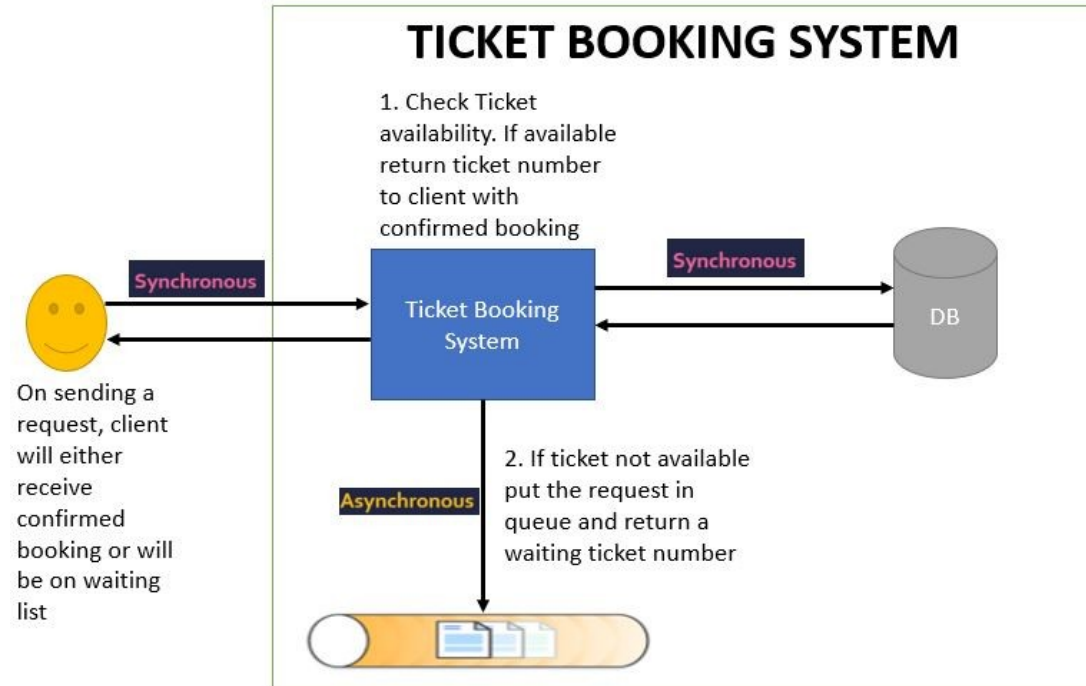 TICKET BOOKING SYSTEM
1. Check Ticket
availability. If available
return ticket number
to client with
confirmed booking
Synchronous
Synchronous
Ticket Booking
System
DB
On sending a
request, client
will either
receive
confirmed
booking or will
be on waiting
list
Asynchronous
2. If ticket not available
put the request in
queue and return a
waiting ticket number